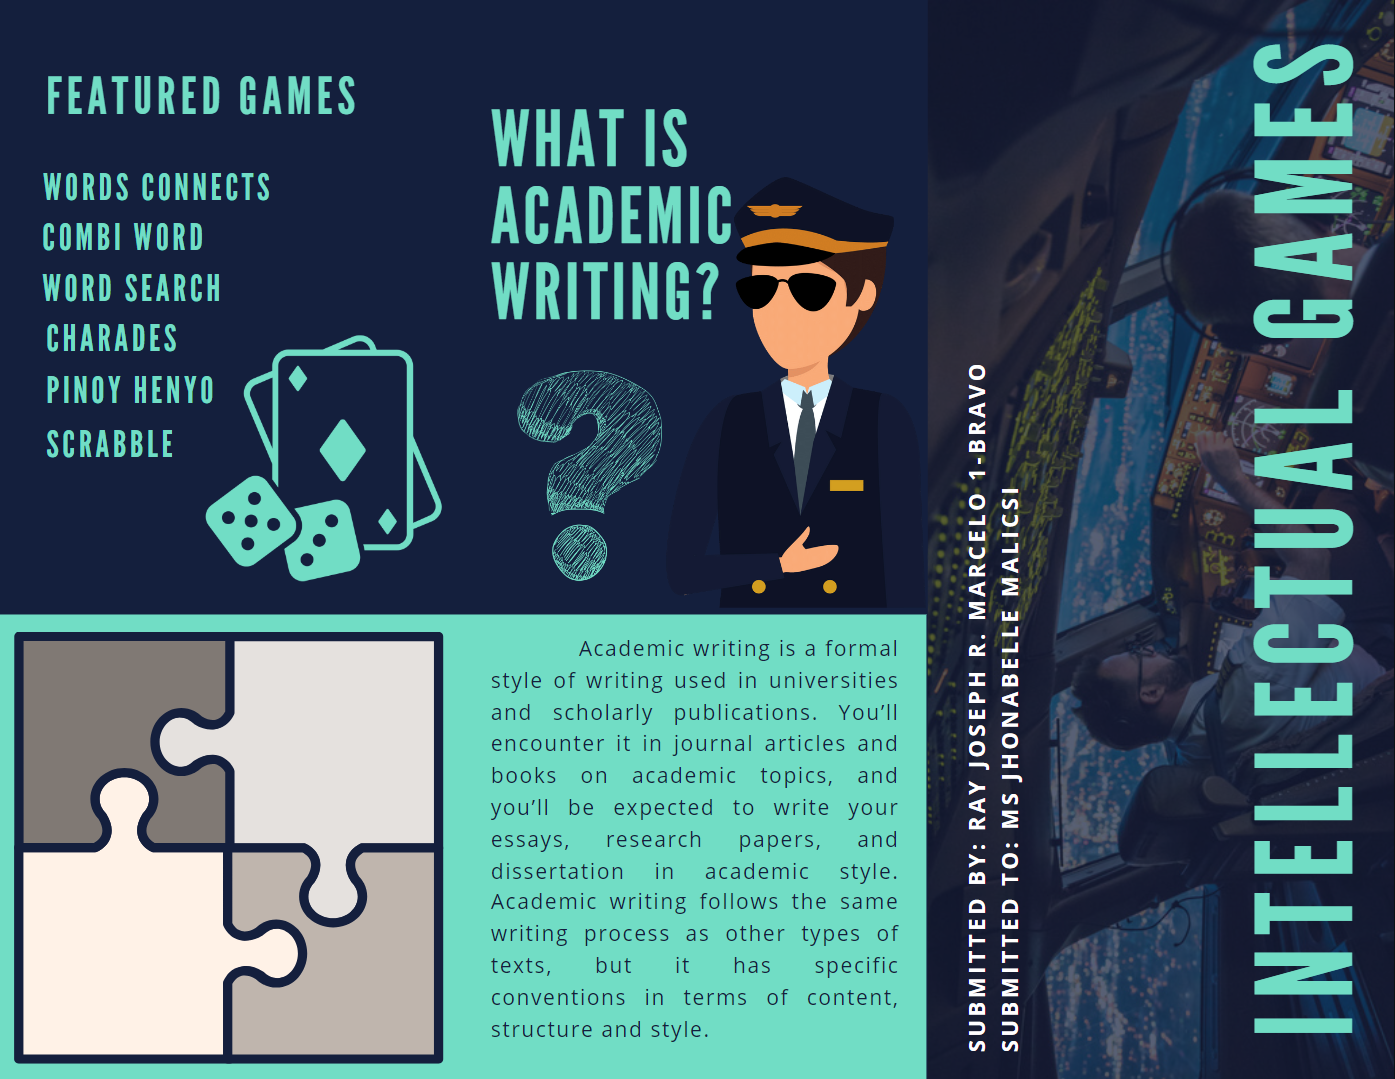 FEATURED GAMES
WORDS CONNECTS
COMBI WORD
WORD SEARCH
CHARADES
PINOY HENYO
SCRABBLE
WHAT IS
ACADEMIC
WRITING?
?
Academic writing is a formal
style of writing used in universities
and scholarly publications. You’ll
encounter it in journal articles and
books on academic topics, and
you’ll be expected to write your
essays, research papers, and
dissertation in academic style.
Academic writing follows the same
writing process as other types of
texts, but it has specific
conventions in terms of content,
structure and style.
SUBMITTED BY: RAY JOSEPH R. MARCELO 1-BRAVO
SUBMITTED TO: MS JHONABELLE MALICSI
INTELLECTUAL GAMES